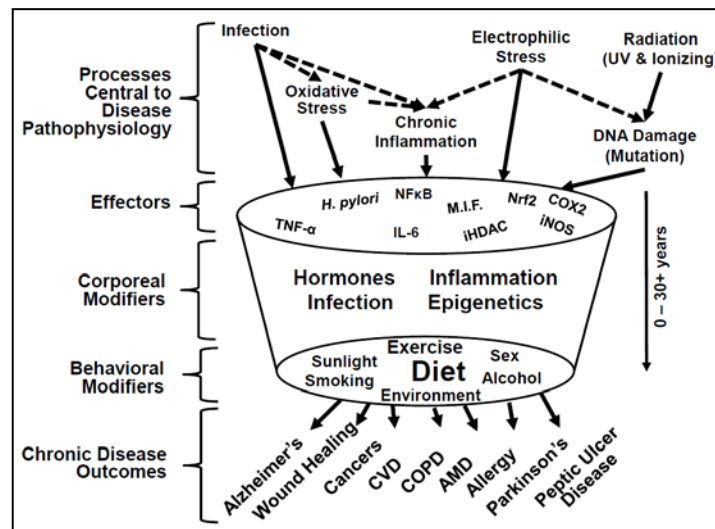 Processes
Central to
Disease
Pathophysiology
Infection
Electrophilic
Stress
Radiation
(UV & Ionizing)
Oxidative
Stress
Chronic
Inflammation
DNA Damage
(Mutation)
Effectors
H. pylori
NFκB
M.I.F.
Nrf2
COX2
TNF-α
IL-6
iHDAC
iNOS
Corporeal
Modifiers
Hormones
Infection
Inflammation
Epigenetics
0 – 30+ years
Behavioral
Modifiers
Exercise
Sunlight
Smoking
Diet
Sex
Alcohol
Environment
Chronic Disease
Outcomes
Alzheimer's
Wound Healing
Cancers
CVD
COPD
AMD
Allergy
Parkinson's
Peptic Ulcer
Disease